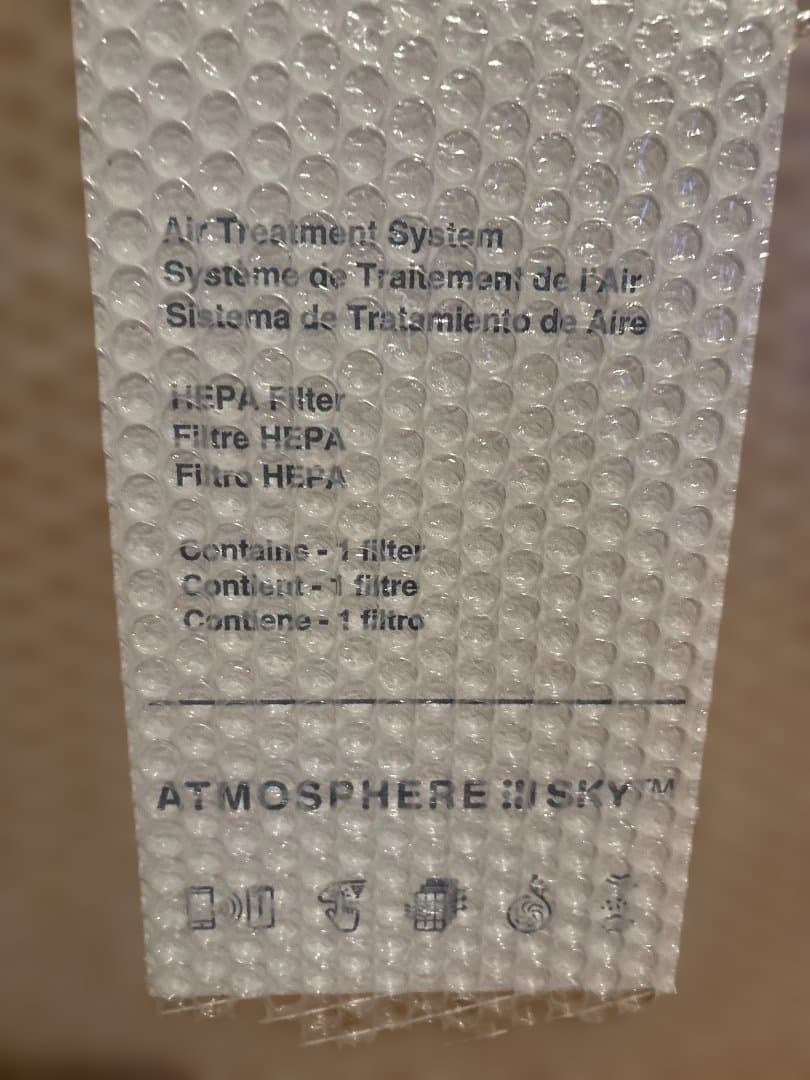 Air Treatment System
Système de Traitement de l'Air
Sistema de Tratamiento de Aire
HEPA Filter
Filtre HEPA
Filtro HEPA
Contains - 1 filter
Contient - 1 filtre
Contiene - 1 filtro
ATMOSPHERE SKY™